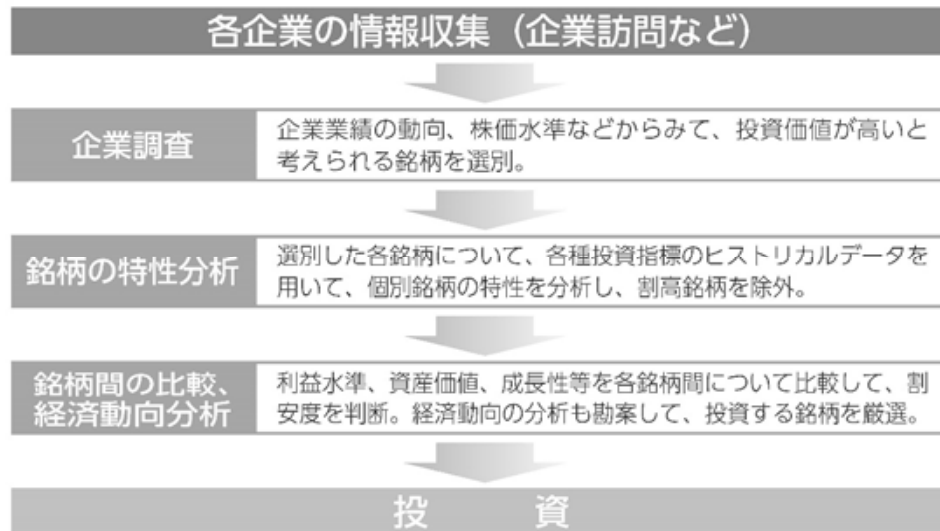 各企業の情報収集（企業訪問など）
企業調査
企業業績の動向、株価水準などからみて、投資価値が高いと
考えられる銘柄を選別。
銘柄の特性分析
選別した各銘柄について、各種投資指標のヒストリカルデータを
用いて、個別銘柄の特性を分析し、割高銘柄を除外。
銘柄間の比較、
経済動向分析
利益水準、資産価値、成長性等を各銘柄間について比較して、割
安度を判断。経済動向の分析も勘案して、投資する銘柄を厳選。
投　資